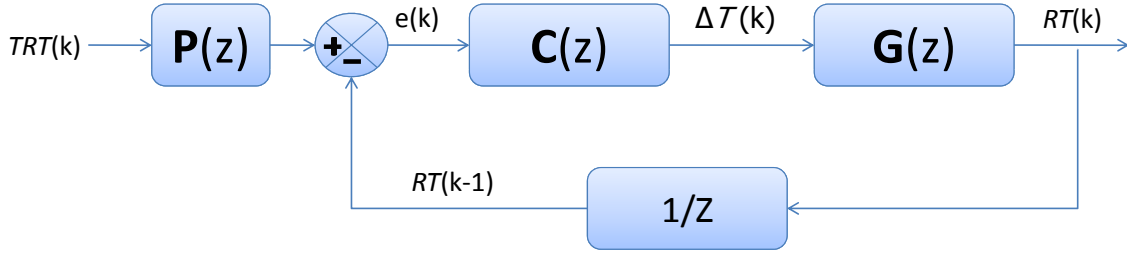 TRT(k)
P(z)
+
−
e(k)
C(z)
ΔT(k)
G(z)
RT(k)
RT(k-1)
1/Z